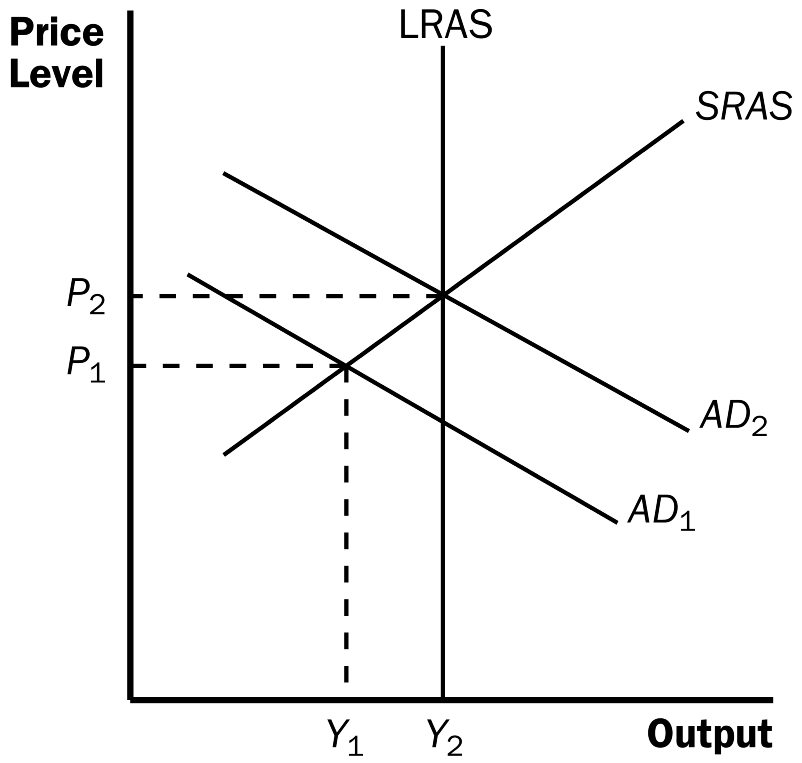 Price
Level
LRAS
SRAS
P₂
P₁
AD₂
AD₁
Y₁
Y₂
Output